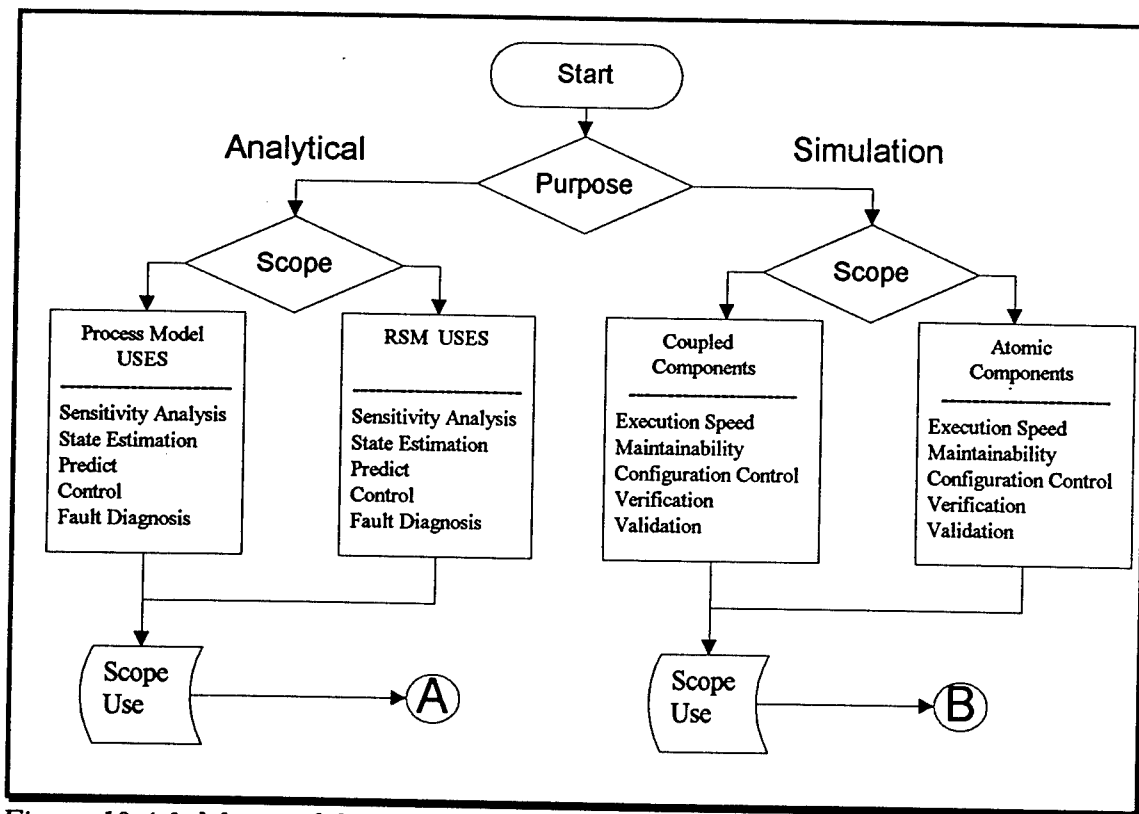 Start
Analytical
Simulation
Purpose
Scope
Scope
Process Model
USES
Sensitivity Analysis
State Estimation
Predict
Control
Fault Diagnosis
RSM USES
Sensitivity Analysis
State Estimation
Predict
Control
Fault Diagnosis
Coupled
Components
Execution Speed
Maintainability
Configuration Control
Verification
Validation
Atomic
Components
Execution Speed
Maintainability
Configuration Control
Verification
Validation
Scope
Use
A
Scope
Use
B